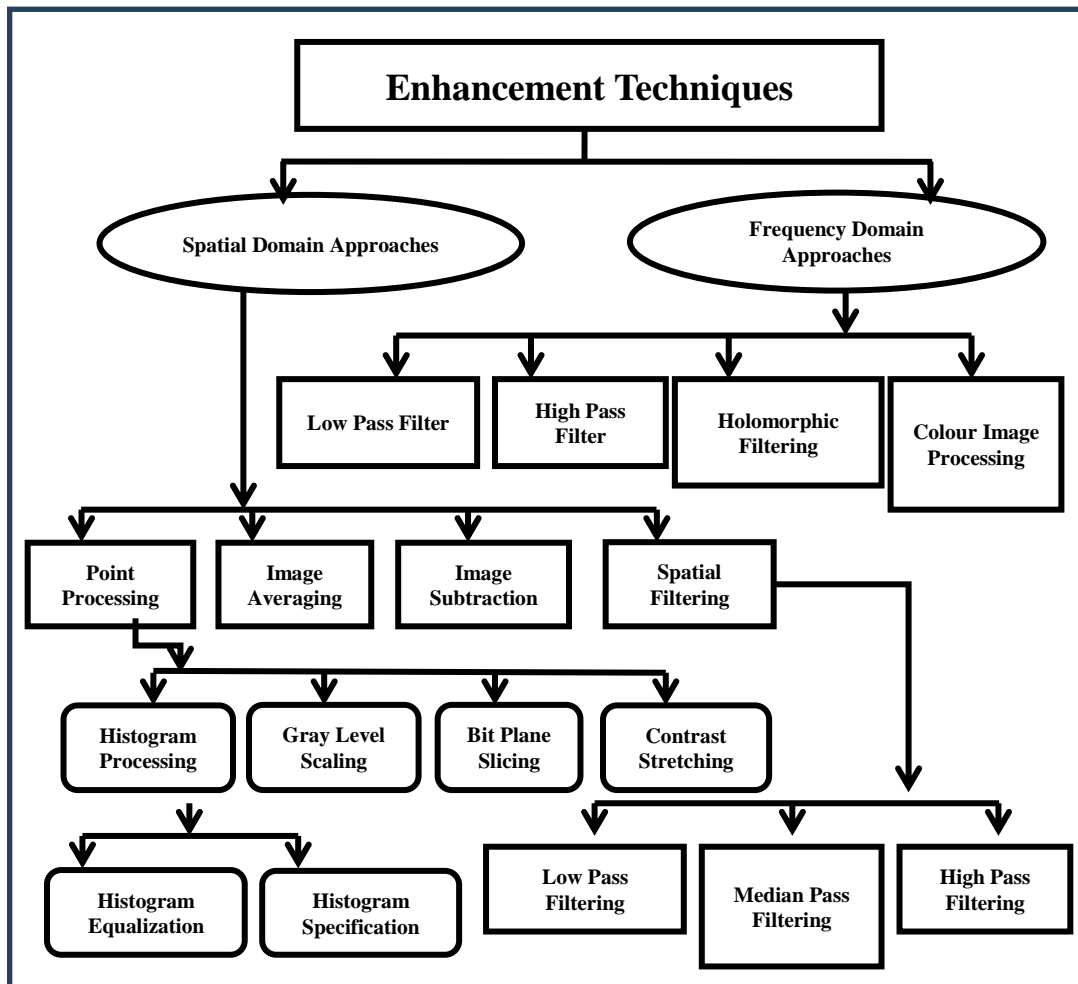 Enhancement Techniques
Spatial Domain Approaches
Frequency Domain
Approaches
Low Pass Filter
High Pass
Filter
Holomorphic
Filtering
Colour Image
Processing
Point
Processing
Image
Averaging
Image
Subtraction
Spatial
Filtering
Histogram
Processing
Gray Level
Scaling
Bit Plane
Slicing
Contrast
Stretching
Histogram
Equalization
Histogram
Specification
Low Pass
Filtering
Median Pass
Filtering
High Pass
Filtering